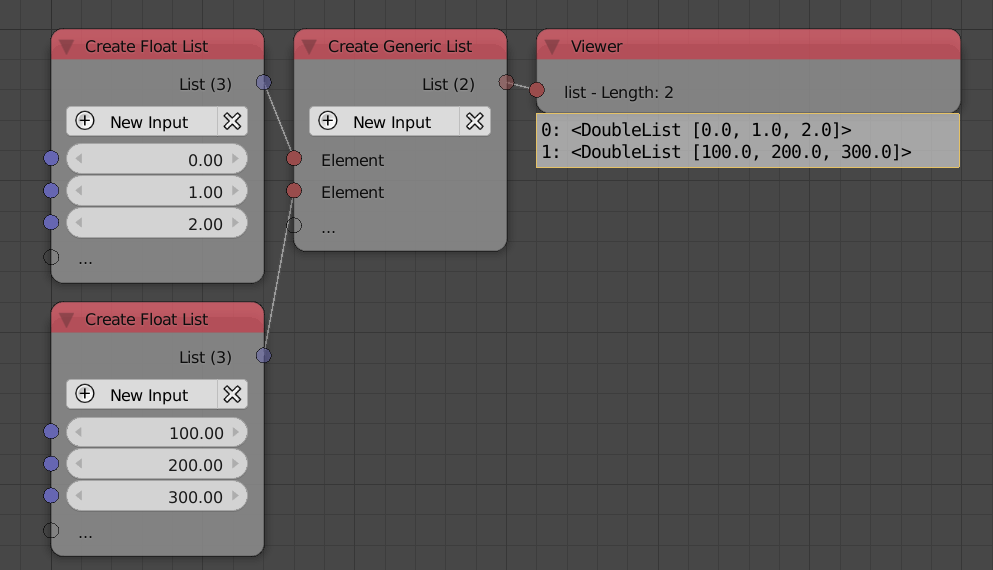 Create Float List
List (3)
New Input
0.00
1.00
2.00
...
Create Generic List
List (2)
New Input
Element
Element
...
Viewer
list - Length: 2
0: <DoubleList [0.0, 1.0, 2.0]>
1: <DoubleList [100.0, 200.0, 300.0]>
Create Float List
List (3)
New Input
100.00
200.00
300.00
...